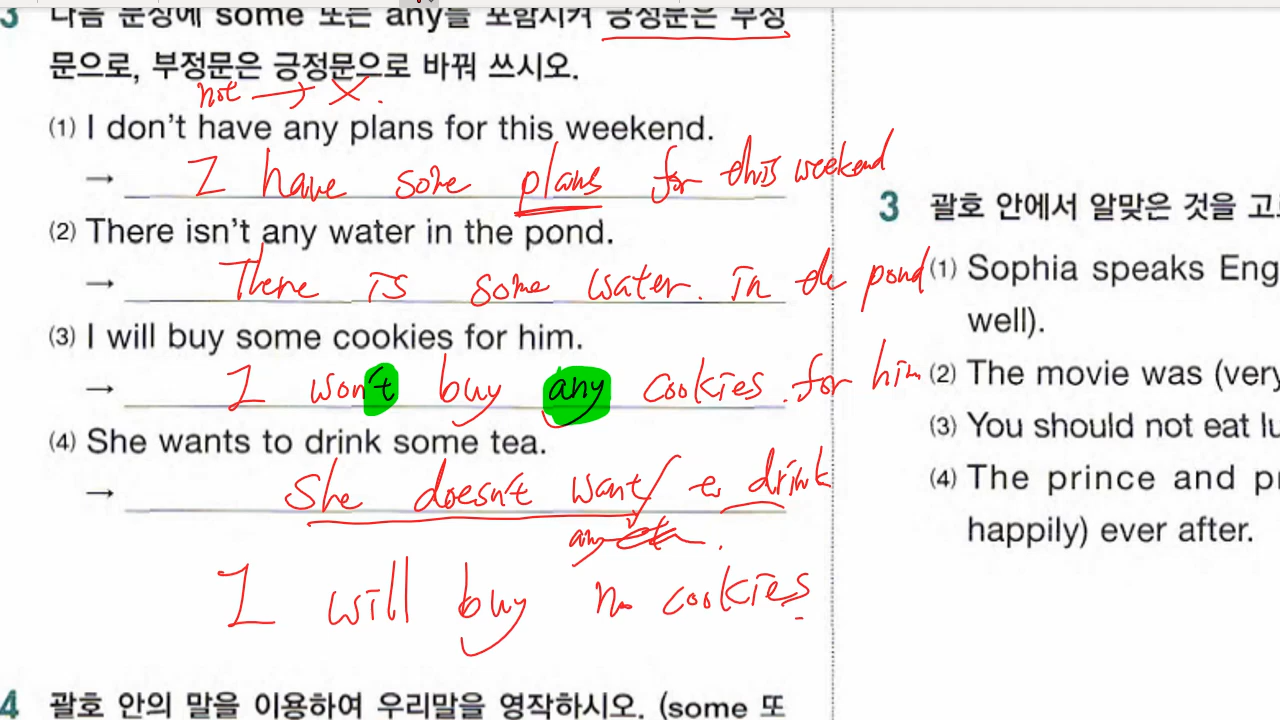 3 다음 문장에 some 또는 any를 포함시켜 긍정문은 부정
문으로, 부정문은 긍정문으로 바꿔 쓰시오.
not → ×.
(1) I don't have any plans for this weekend.
→ I have some plans for this weekend
(2) There isn't any water in the pond.
→ There is some water. in the pond
(3) I will buy some cookies for him.
→ I won't buy any cookies. for him
(4) She wants to drink some tea.
→ She doesn't want to drink
any
I will buy no cookies
4 괄호 안의 말을 이용하여 우리말을 영작하시오. (some 또
3 괄호 안에서 알맞은 것을 고
(1) Sophia speaks Eng
well).
(2) The movie was (very
(3) You should not eat lu
(4) The prince and pr
happily) ever after.